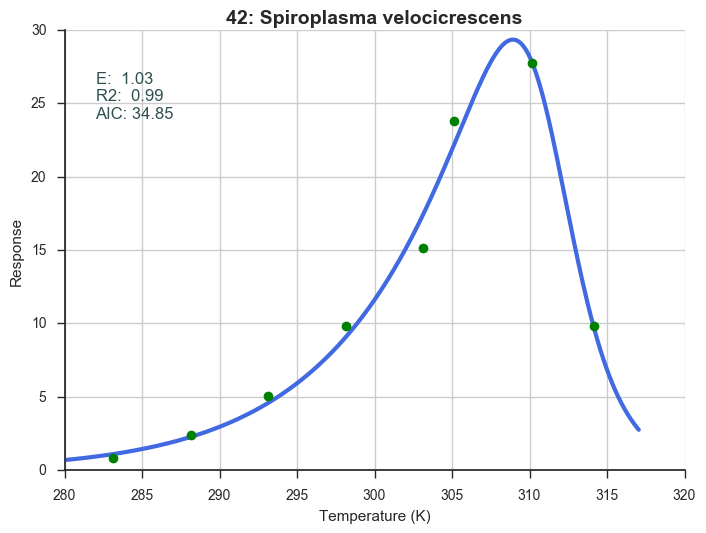 42: Spiroplasma velocicrescens
E:  1.03
R2:  0.99
AIC: 34.85
Response
30
25
20
15
10
5
0
280 285 290 295 300 305 310 315 320
Temperature (K)